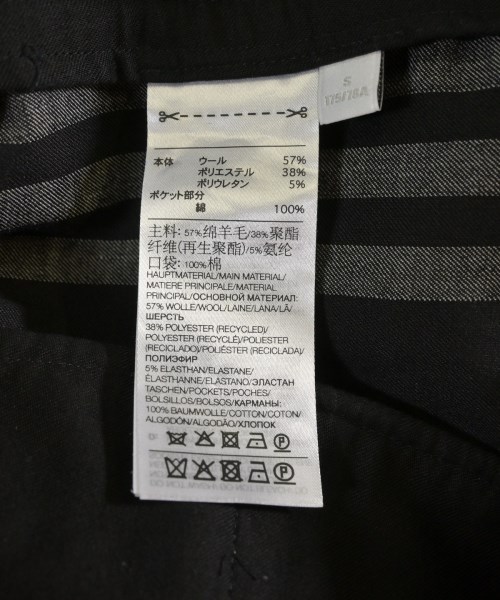 S
175/78A
本体 ウール 57%
ポリエステル 38%
ポリウレタン 5%
ポケット部分
綿 100%
主料: 57%绵羊毛/38%聚酯
纤维(再生聚酯)/5%氨纶
口袋: 100%棉
HAUPTMATERIAL/MAIN MATERIAL/
MATIERE PRINCIPALE/MATERIAL
PRINCIPAL/ОСНОВНОЙ МАТЕРИАЛ:
57% WOLLE/WOOL/LAINE/LANA/LÃ/
ШЕРСТЬ
38% POLYESTER (RECYCLED)/
POLYESTER (RECYCLÉ)/POLIESTER
(RECICLADO)/POLIÉSTER (RECICLADO)/
ПОЛИЭФИР
5% ELASTHAN/ELASTANE/
ÉLASTHANNE/ELASTANO/ЭЛАСТАН
TASCHEN/POCKETS/POCHES/
BOLSILLOS/BOLSOS/КАРМАНЫ:
100% BAUMWOLLE/COTTON/COTON/
ALGODÓN/ALGODÃO/ХЛОПОК